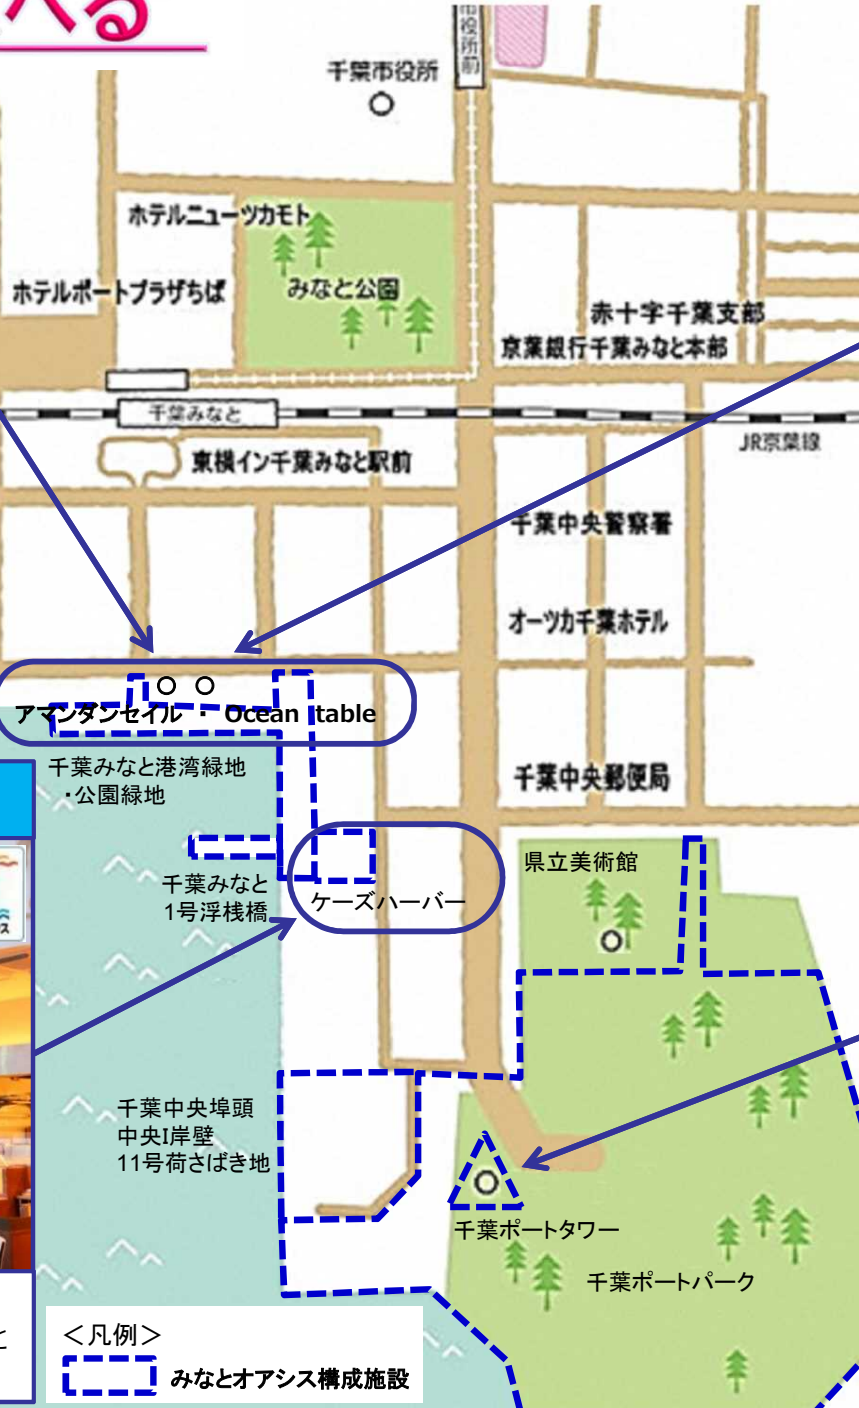 べる
市役所前
千葉市役所
ホテルニューツカモト
ホテルポートプラザちば
みなと公園
赤十字千葉支部
京葉銀行千葉みなと本部
千葉みなと
JR京葉線
東横イン千葉みなと駅前
千葉中央警察署
オーツカ千葉ホテル
アマンダンセイル ・ Ocean table
千葉みなと港湾緑地
・公園緑地
千葉中央郵便局
県立美術館
千葉みなと
1号浮桟橋
ケーズハーバー
ス
千葉中央埠頭
中央I岸壁
11号荷さばき地
千葉ポートタワー
千葉ポートパーク
と
＜凡例＞
みなとオアシス構成施設